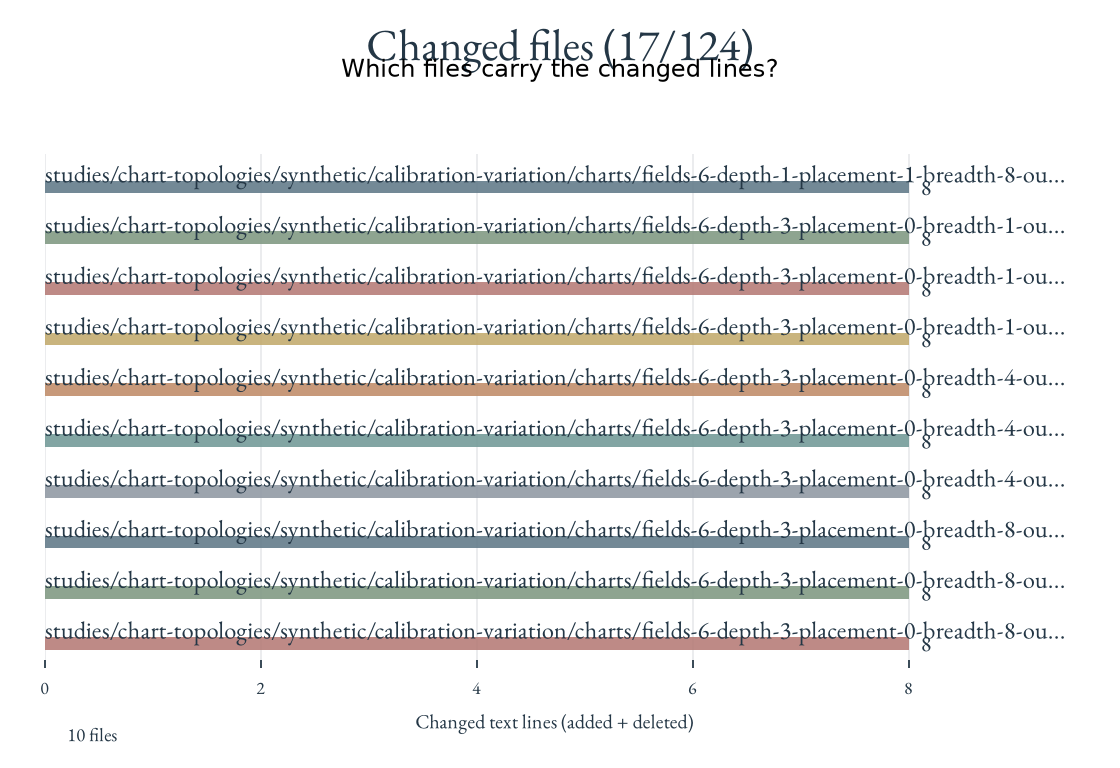 Changed files (17/124)
Which files carry the changed lines?
studies/chart-topologies/synthetic/calibration-variation/charts/fields-6-depth-1-placement-1-breadth-8-ou...
8
studies/chart-topologies/synthetic/calibration-variation/charts/fields-6-depth-3-placement-0-breadth-1-ou...
8
studies/chart-topologies/synthetic/calibration-variation/charts/fields-6-depth-3-placement-0-breadth-1-ou...
8
studies/chart-topologies/synthetic/calibration-variation/charts/fields-6-depth-3-placement-0-breadth-1-ou...
8
studies/chart-topologies/synthetic/calibration-variation/charts/fields-6-depth-3-placement-0-breadth-4-ou...
8
studies/chart-topologies/synthetic/calibration-variation/charts/fields-6-depth-3-placement-0-breadth-4-ou...
8
studies/chart-topologies/synthetic/calibration-variation/charts/fields-6-depth-3-placement-0-breadth-4-ou...
8
studies/chart-topologies/synthetic/calibration-variation/charts/fields-6-depth-3-placement-0-breadth-8-ou...
8
studies/chart-topologies/synthetic/calibration-variation/charts/fields-6-depth-3-placement-0-breadth-8-ou...
8
studies/chart-topologies/synthetic/calibration-variation/charts/fields-6-depth-3-placement-0-breadth-8-ou...
8
0 2 4 6 8
Changed text lines (added + deleted)
10 files